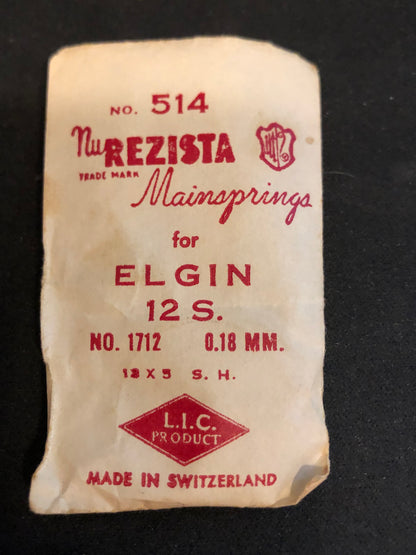 NO. 514
Nu REZISTA
TRADE MARK
Mainsprings
for
ELGIN
12 S.
NO. 1712 0.18 MM.
13 X 5 S. H.
L.I.C.
PRODUCT
MADE IN SWITZERLAND